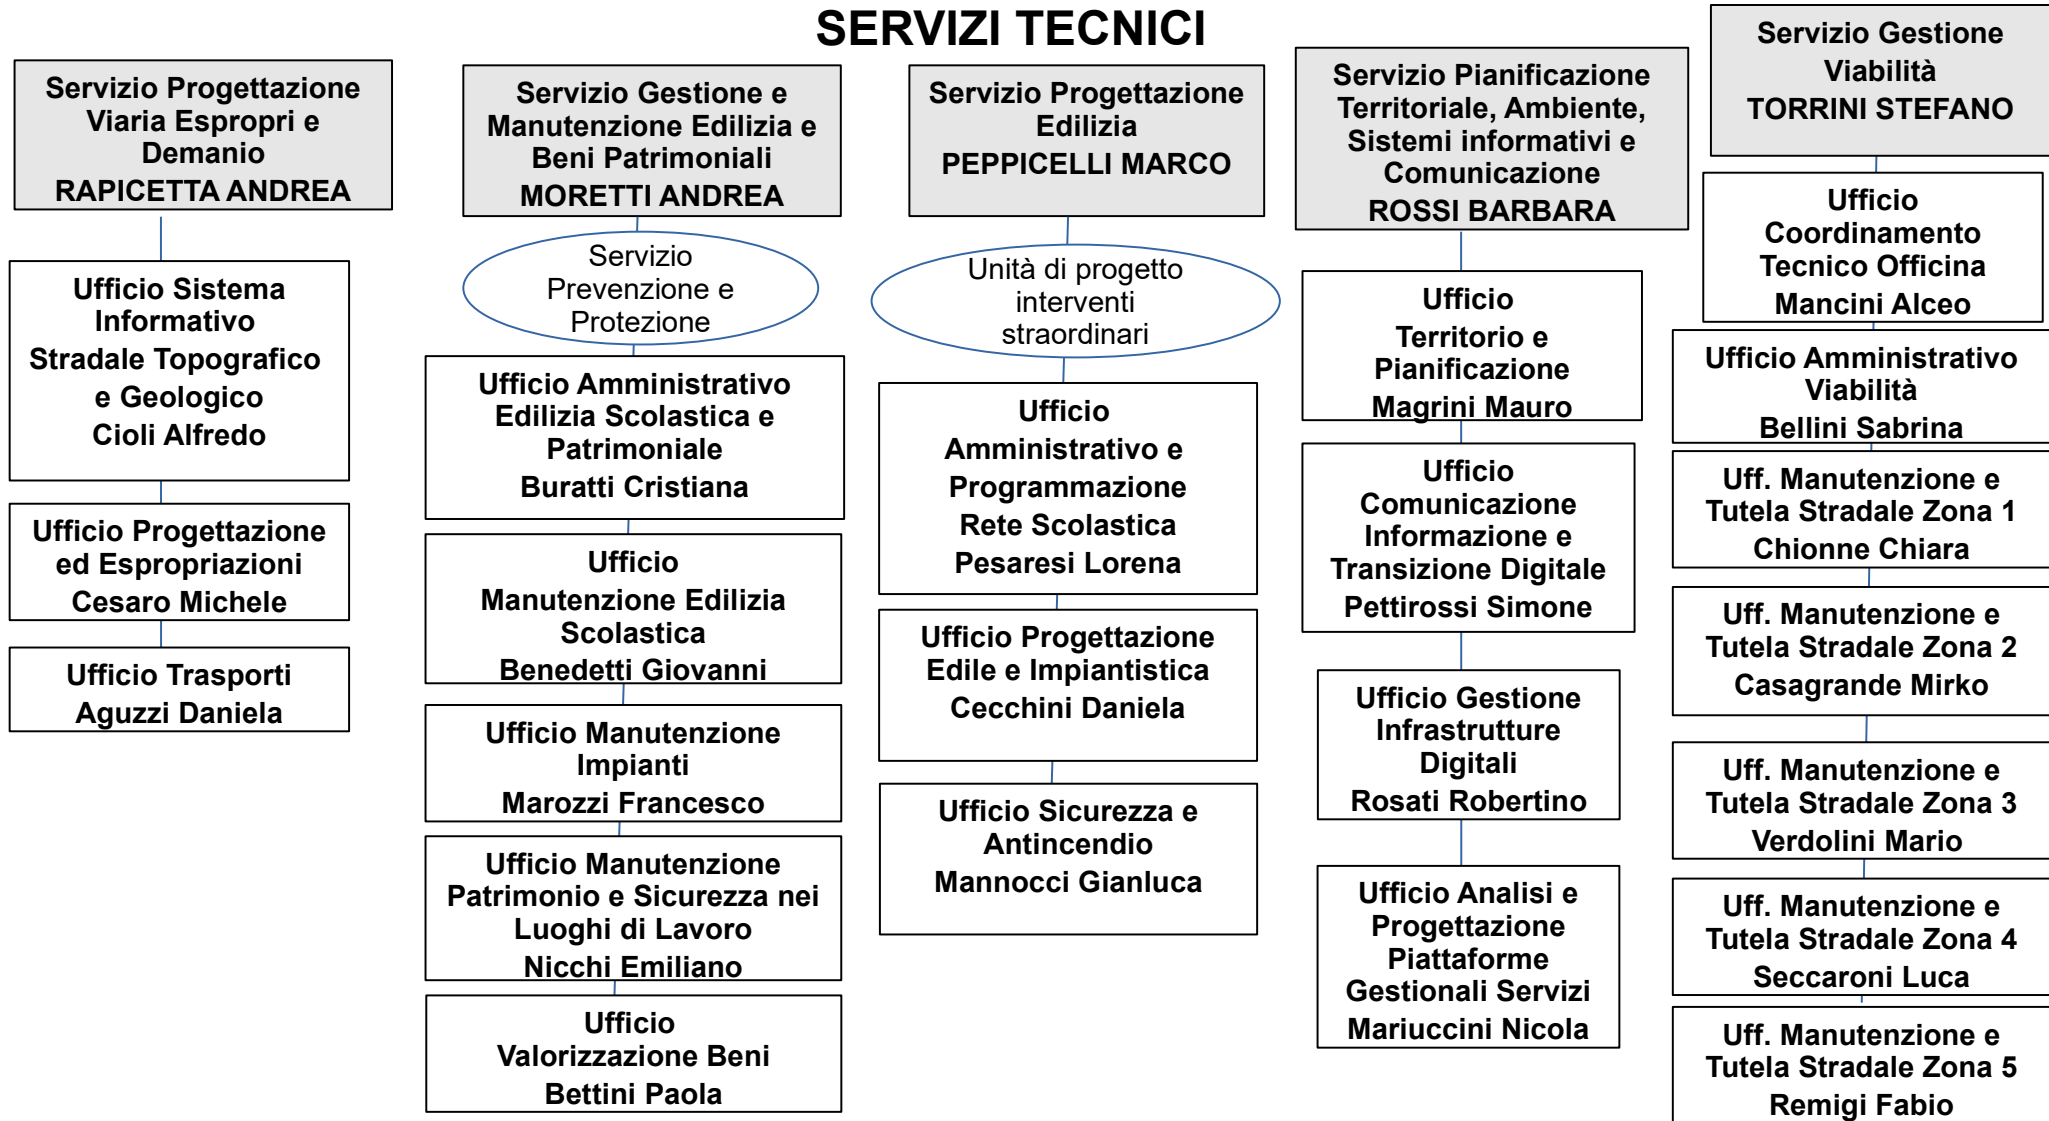 SERVIZI TECNICI
Servizio Progettazione
Viaria Espropri e
Demanio
RAPICETTA ANDREA
Ufficio Sistema
Informativo
Stradale Topografico
e Geologico
Cioli Alfredo
Ufficio Progettazione
ed Espropriazioni
Cesaro Michele
Ufficio Trasporti
Aguzzi Daniela
Servizio Gestione e
Manutenzione Edilizia e
Beni Patrimoniali
MORETTI ANDREA
Servizio
Prevenzione e
Protezione
Ufficio Amministrativo
Edilizia Scolastica e
Patrimoniale
Buratti Cristiana
Ufficio
Manutenzione Edilizia
Scolastica
Benedetti Giovanni
Ufficio Manutenzione
Impianti
Marozzi Francesco
Ufficio Manutenzione
Patrimonio e Sicurezza nei
Luoghi di Lavoro
Nicchi Emiliano
Ufficio
Valorizzazione Beni
Bettini Paola
Servizio Progettazione
Edilizia
PEPPICELLI MARCO
Unità di progetto
interventi
straordinari
Ufficio
Amministrativo e
Programmazione
Rete Scolastica
Pesaresi Lorena
Ufficio Progettazione
Edile e Impiantistica
Cecchini Daniela
Ufficio Sicurezza e
Antincendio
Mannocci Gianluca
Servizio Pianificazione
Territoriale, Ambiente,
Sistemi informativi e
Comunicazione
ROSSI BARBARA
Ufficio
Territorio e
Pianificazione
Magrini Mauro
Ufficio
Comunicazione
Informazione e
Transizione Digitale
Pettirossi Simone
Ufficio Gestione
Infrastrutture
Digitali
Rosati Robertino
Ufficio Analisi e
Progettazione
Piattaforme
Gestionali Servizi
Mariuccini Nicola
Servizio Gestione
Viabilità
TORRINI STEFANO
Ufficio
Coordinamento
Tecnico Officina
Mancini Alceo
Ufficio Amministrativo
Viabilità
Bellini Sabrina
Uff. Manutenzione e
Tutela Stradale Zona 1
Chionne Chiara
Uff. Manutenzione e
Tutela Stradale Zona 2
Casagrande Mirko
Uff. Manutenzione e
Tutela Stradale Zona 3
Verdolini Mario
Uff. Manutenzione e
Tutela Stradale Zona 4
Seccaroni Luca
Uff. Manutenzione e
Tutela Stradale Zona 5
Remigi Fabio